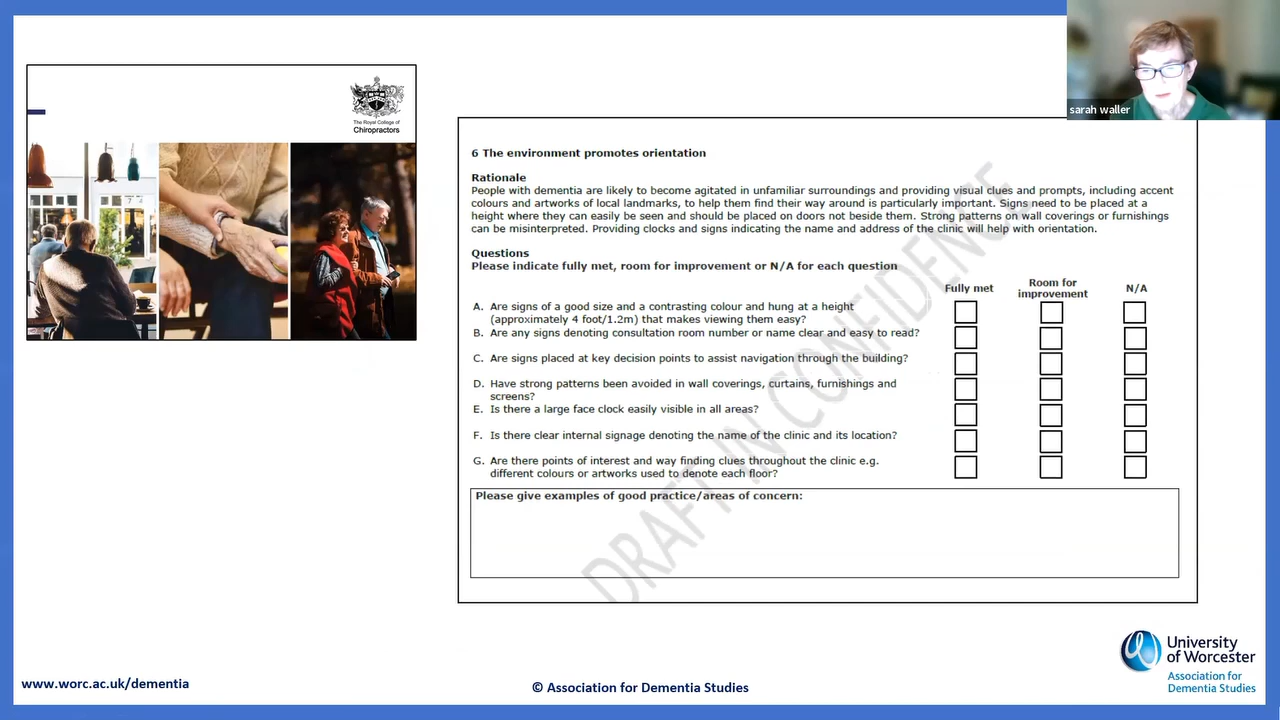 sarah waller
The Royal College of
Chiropractors
6 The environment promotes orientation
Rationale
People with dementia are likely to become agitated in unfamiliar surroundings and providing visual clues and prompts, including accent
colours and artworks of local landmarks, to help them find their way around is particularly important. Signs need to be placed at a
height where they can easily be seen and should be placed on doors not beside them. Strong patterns on wall coverings or furnishings
can be misinterpreted. Providing clocks and signs indicating the name and address of the clinic will help with orientation.
Questions
Please indicate fully met, room for improvement or N/A for each question
Fully met
Room for
improvement
N/A
A. Are signs of a good size and a contrasting colour and hung at a height
(approximately 4 foot/1.2m) that makes viewing them easy?
B. Are any signs denoting consultation room number or name clear and easy to read?
C. Are signs placed at key decision points to assist navigation through the building?
D. Have strong patterns been avoided in wall coverings, curtains, furnishings and
screens?
E. Is there a large face clock easily visible in all areas?
F. Is there clear internal signage denoting the name of the clinic and its location?
G. Are there points of interest and way finding clues throughout the clinic e.g.
different colours or artworks used to denote each floor?
Please give examples of good practice/areas of concern:
DRAFT IN CONFIDENCE
University
of Worcester
Association for
Dementia Studies
www.worc.ac.uk/dementia
© Association for Dementia Studies